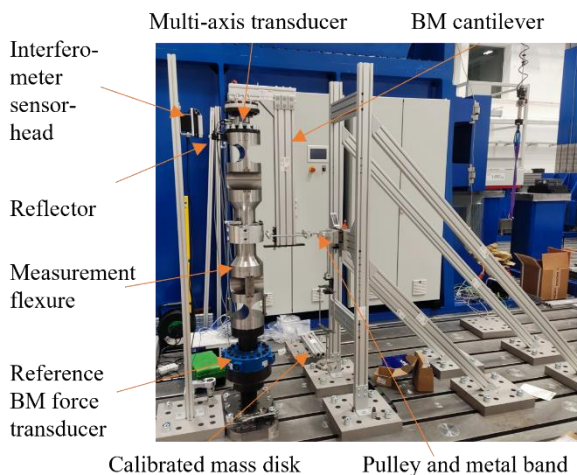 Multi-axis transducer
BM cantilever
Interfero-
meter
sensor-
head
Reflector
Measurement
flexure
Reference
BM force
transducer
Calibrated mass disk
Pulley and metal band